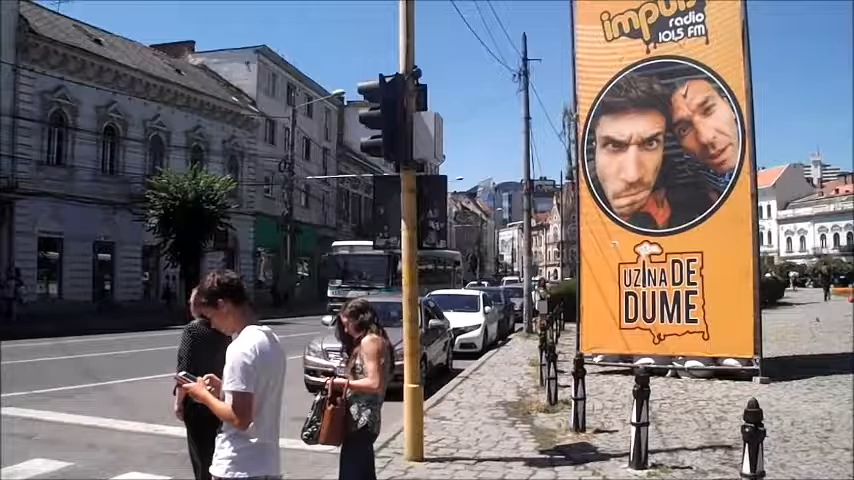 impuls
radio
101,5 FM
UZINA DE
DUME